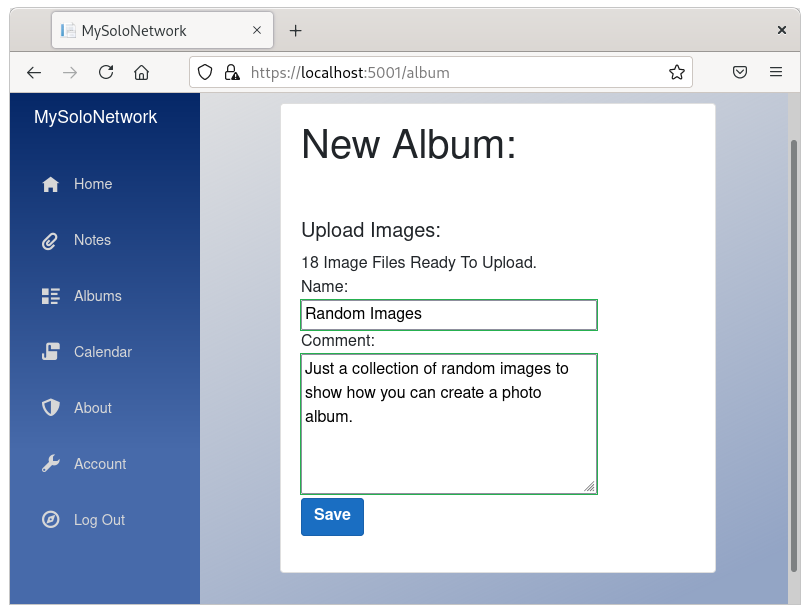 MySoloNetwork
https://localhost:5001/album
MySoloNetwork
Home
Notes
Albums
Calendar
About
Account
Log Out
New Album:
Upload Images:
18 Image Files Ready To Upload.
Name:
Random Images
Comment:
Just a collection of random images to
show how you can create a photo
album.
Save